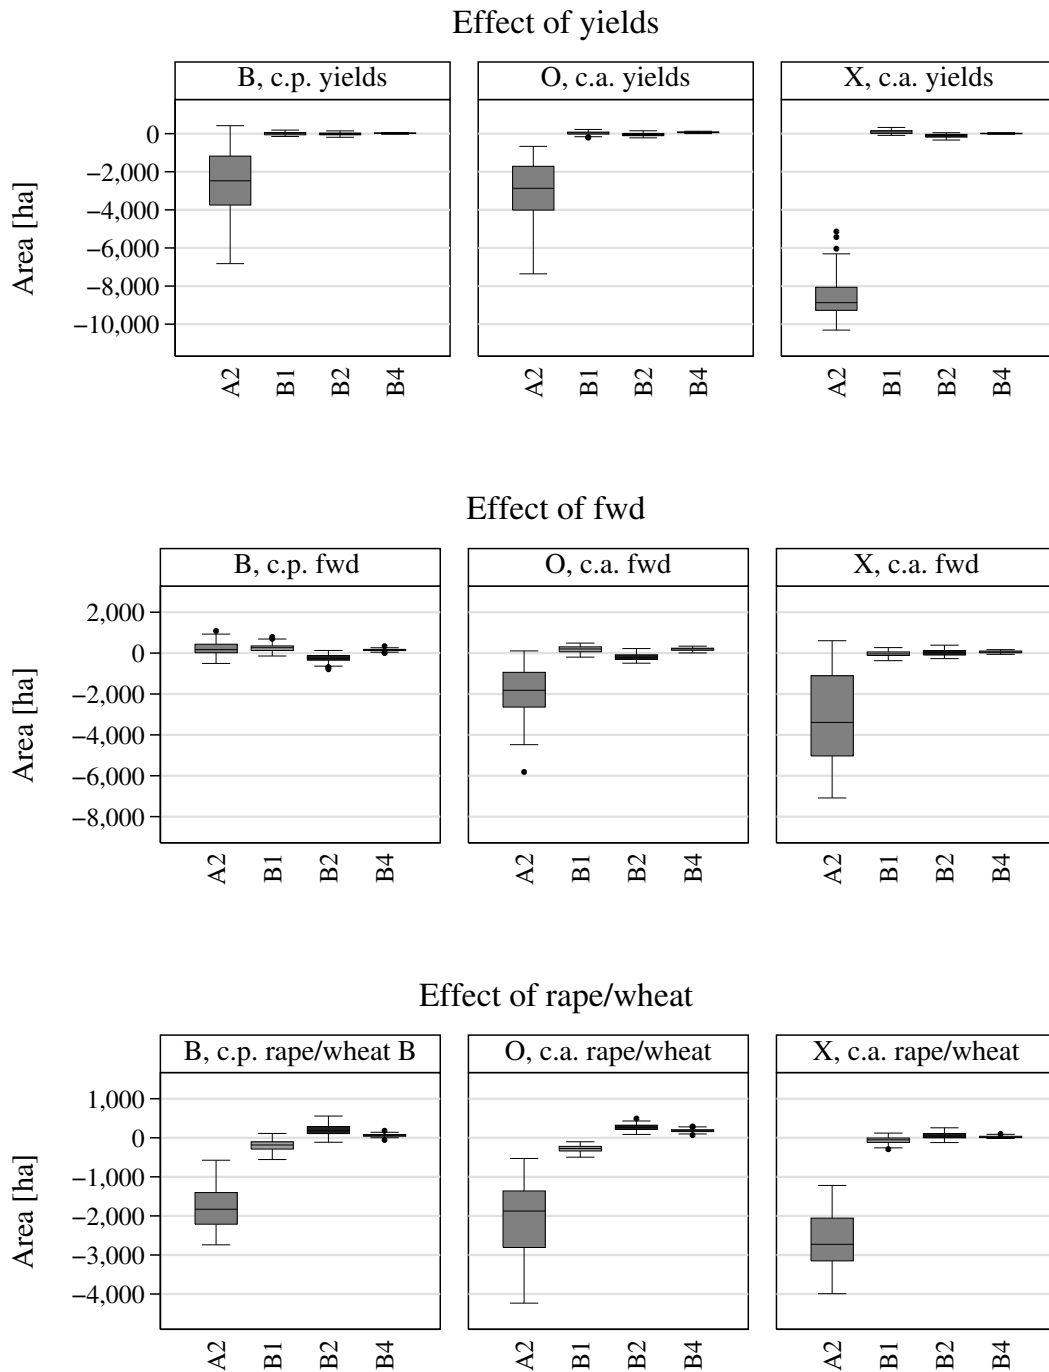 Effect of yields
B, c.p. yields O, c.a. yields X, c.a. yields
Area [ha]
0
−2,000
−4,000
−6,000
−8,000
−10,000
A2 B1 B2 B4 A2 B1 B2 B4 A2 B1 B2 B4
Effect of fwd
B, c.p. fwd O, c.a. fwd X, c.a. fwd
Area [ha]
2,000
0
−2,000
−4,000
−6,000
−8,000
A2 B1 B2 B4 A2 B1 B2 B4 A2 B1 B2 B4
Effect of rape/wheat
B, c.p. rape/wheat B O, c.a. rape/wheat X, c.a. rape/wheat
Area [ha]
1,000
0
−1,000
−2,000
−3,000
−4,000
A2 B1 B2 B4 A2 B1 B2 B4 A2 B1 B2 B4